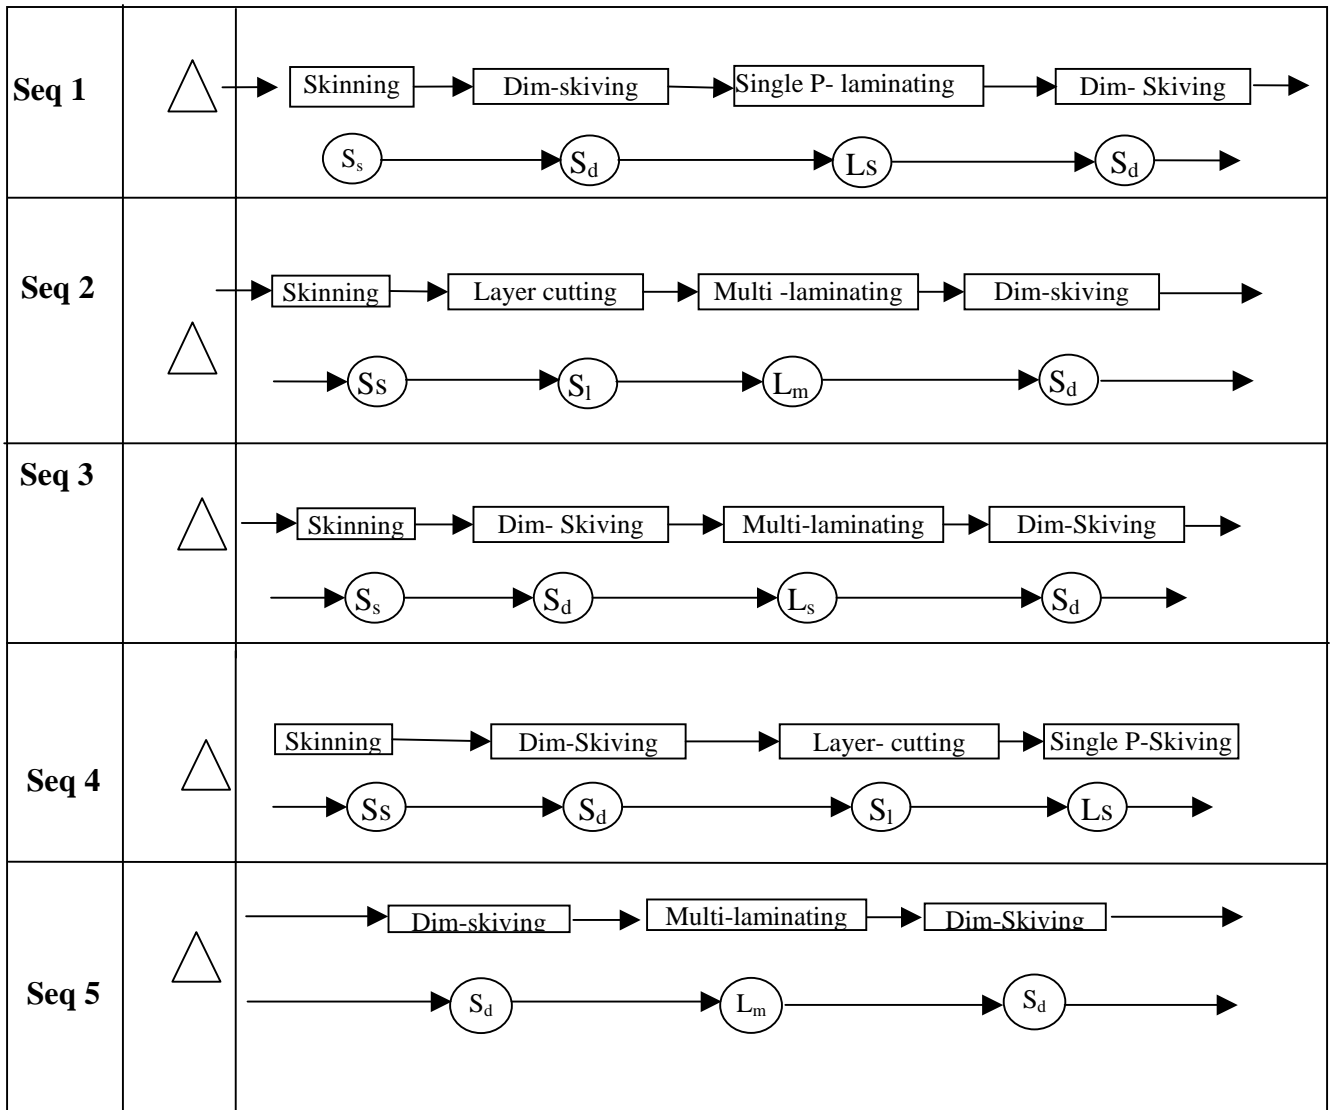 Seq 1
Skinning Dim-skiving Single P- laminating Dim- Skiving
Ss Sd Ls Sd
Seq 2
Skinning Layer cutting Multi -laminating Dim-skiving
Ss Sl Lm Sd
Seq 3
Skinning Dim- Skiving Multi-laminating Dim-Skiving
Ss Sd Ls Sd
Seq 4
Skinning Dim-Skiving Layer- cutting Single P-Skiving
Ss Sd Sl Ls
Seq 5
Dim-skiving Multi-laminating Dim-Skiving
Sd Lm Sd